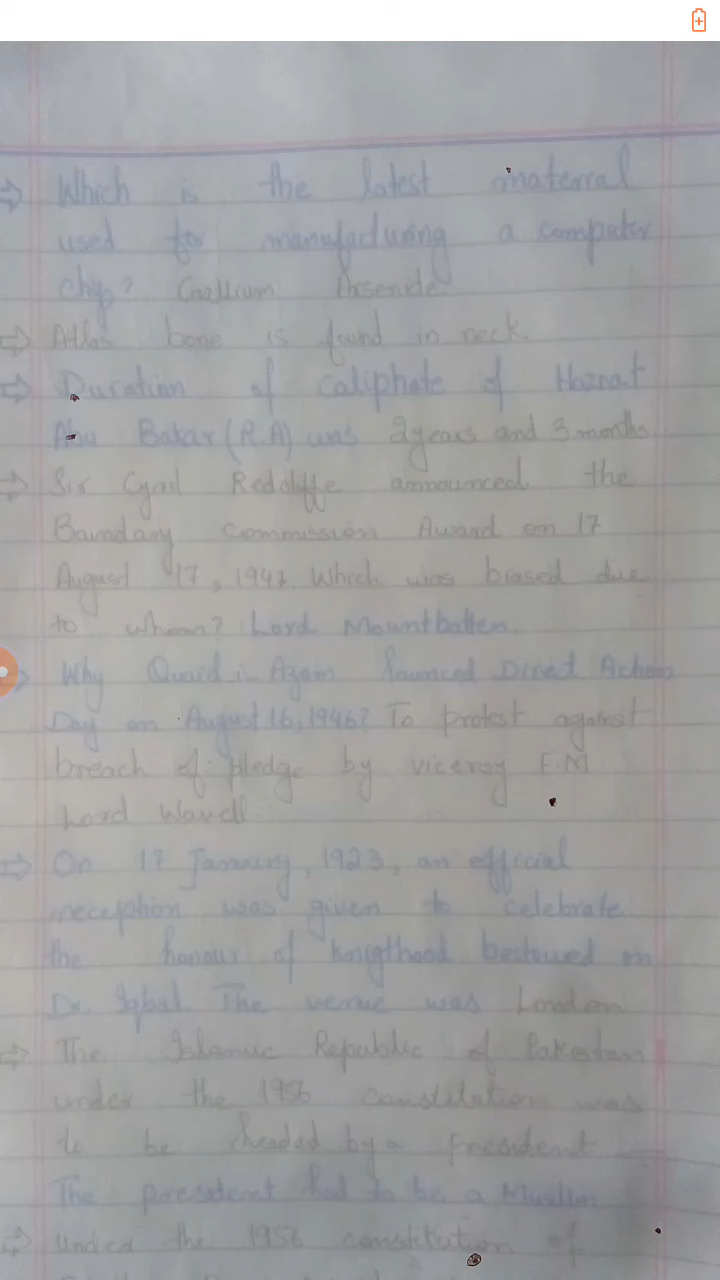 ⇒ Which is the latest material
used for manufacturing a computer
chip? Gallium Arsenide.
⇒ Atlas bone is found in neck.
⇒ Duration of caliphate of Hazrat
Abu Bakar (R.A) was 2 years and 3 months
⇒ Sir Cyril Redcliffe announced the
Boundary commission Award on 17
August 17, 1947 which was biased due
to whom? Lord Mountbatten.
⇒ Why Quaid i Azam launced Direct Action
Day on August 16, 1946? To protest against
breach of pledge by viceroy F.M
Lord Wavell.
⇒ On 17 January, 1923, an official
reception was given to celebrate
the honour of knigthood bestowed on
Dr. Iqbal. The venue was London
⇒ The Islamic Republic of Pakistan
under the 1956 constitution was
to be headed by a president
The president had to be a Muslim
⇒ under the 1956 constitution of